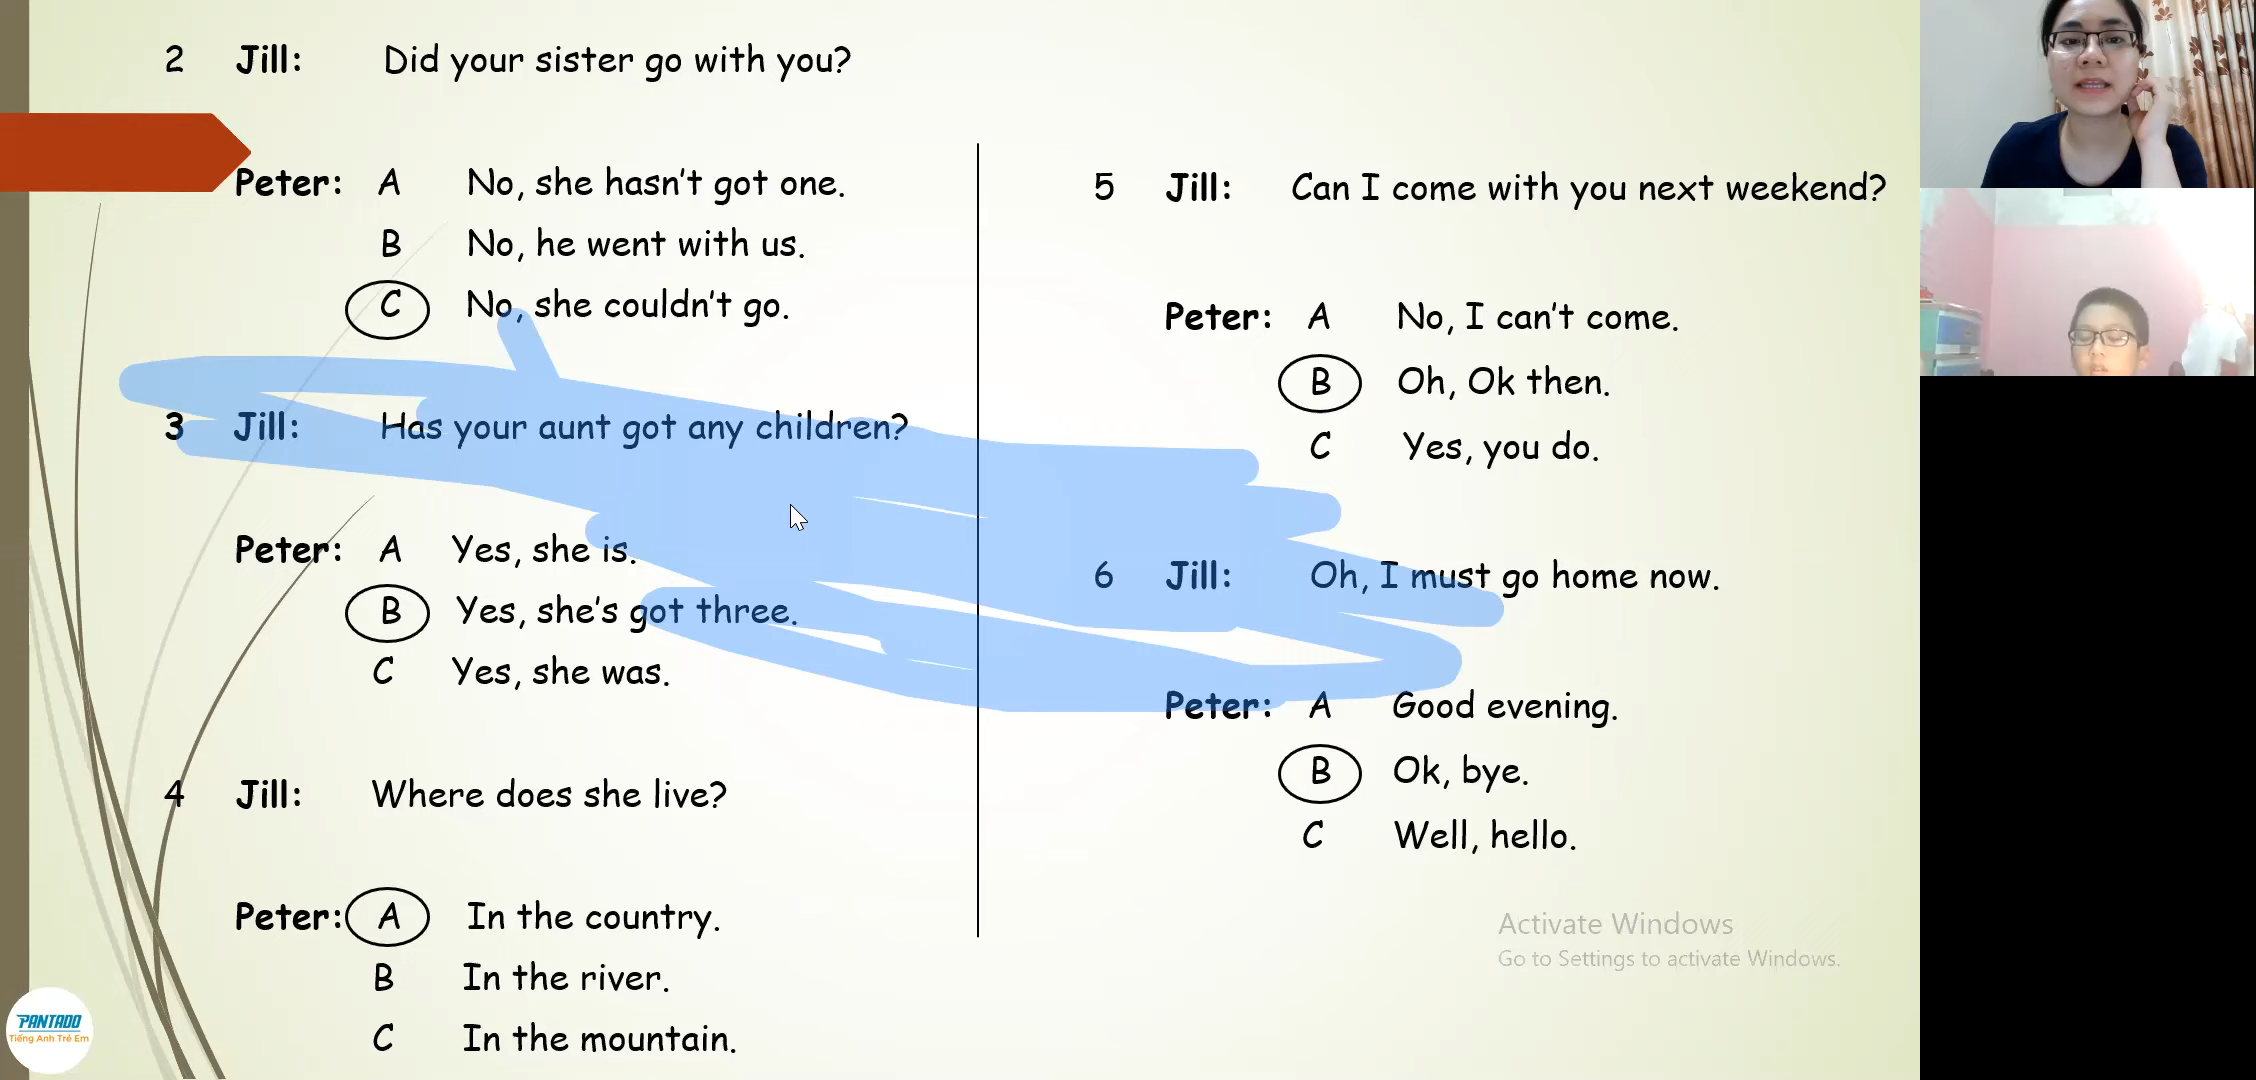 2 Jill: Did your sister go with you?
Peter: A No, she hasn't got one.
B No, he went with us.
C No, she couldn't go.
3 Jill: Has your aunt got any children?
Peter: A Yes, she is.
B Yes, she's got three.
C Yes, she was.
4 Jill: Where does she live?
Peter: A In the country.
B In the river.
C In the mountain.
5 Jill: Can I come with you next weekend?
Peter: A No, I can't come.
B Oh, Ok then.
C Yes, you do.
6 Jill: Oh, I must go home now.
Peter: A Good evening.
B Ok, bye.
C Well, hello.
Activate Windows
Go to Settings to activate Windows.
PANTADO
Tiếng Anh Trẻ Em